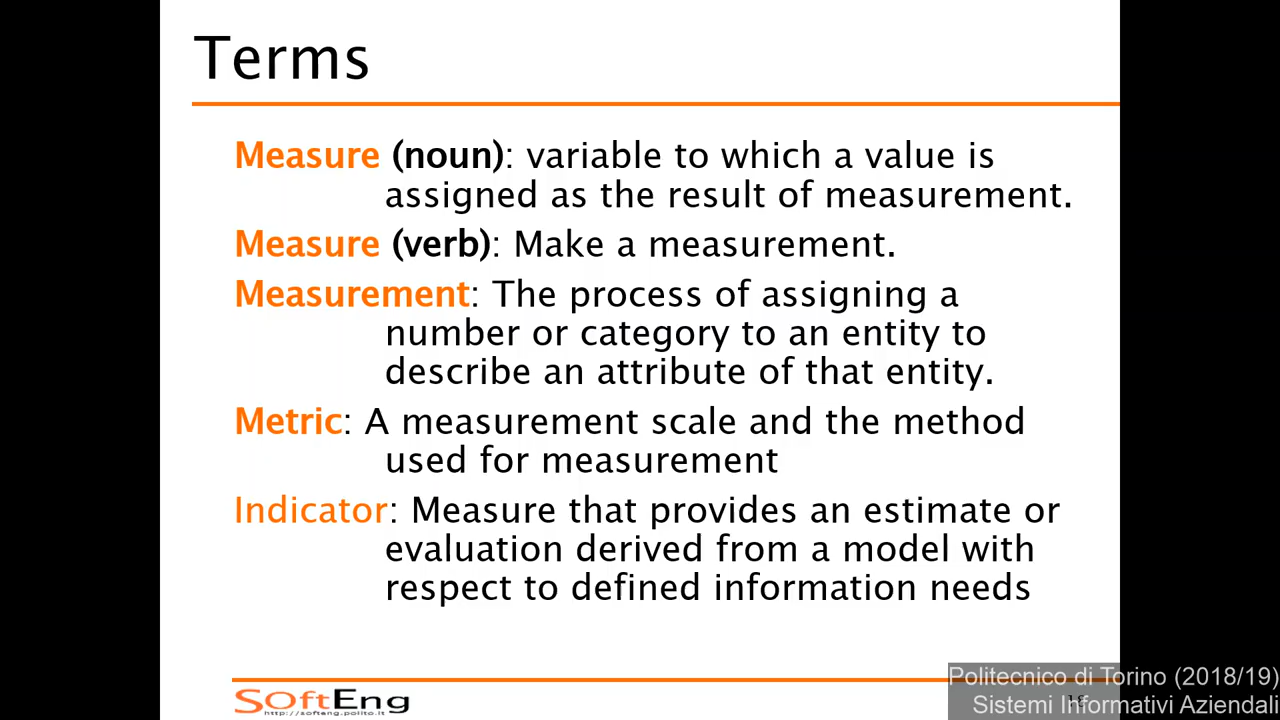 Terms
Measure (noun): variable to which a value is
assigned as the result of measurement.
Measure (verb): Make a measurement.
Measurement: The process of assigning a
number or category to an entity to
describe an attribute of that entity.
Metric: A measurement scale and the method
used for measurement
Indicator: Measure that provides an estimate or
evaluation derived from a model with
respect to defined information needs
SoftEng
http://softeng.polito.it
Politecnico di Torino (2018/19)
Sistemi Informativi Aziendali